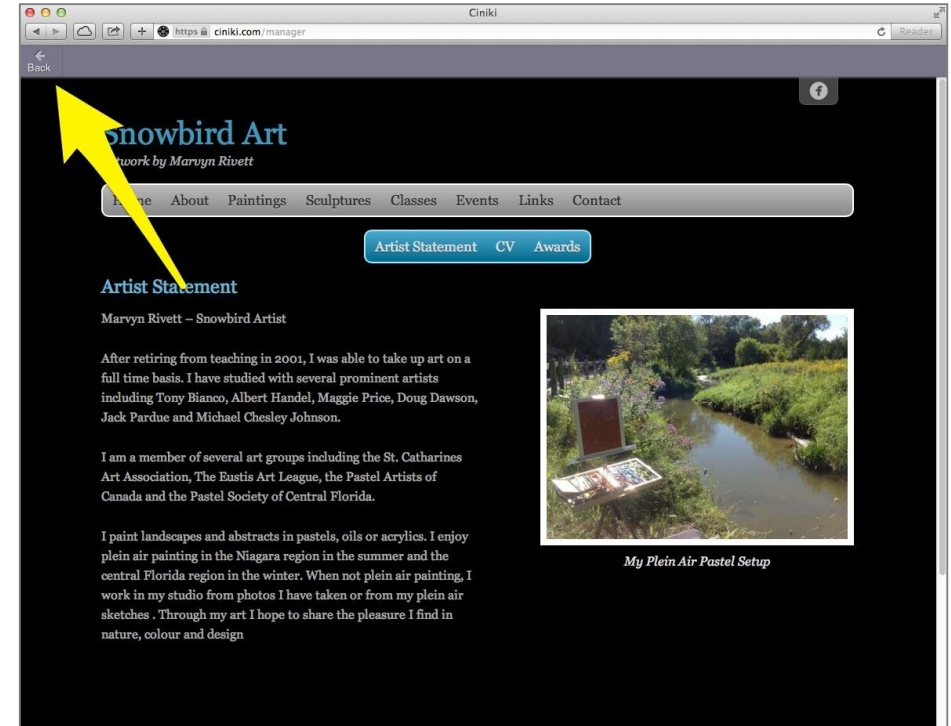 Ciniki
https ciniki.com/manager
Reader
Back
Snowbird Art
by Marvyn Rivett
Home About Paintings Sculptures Classes Events Links Contact
Artist Statement CV Awards
Artist Statement
Marvyn Rivett – Snowbird Artist
After retiring from teaching in 2001, I was able to take up art on a
full time basis. I have studied with several prominent artists
including Tony Bianco, Albert Handel, Maggie Price, Doug Dawson,
Jack Pardue and Michael Chesley Johnson.
I am a member of several art groups including the St. Catharines
Art Association, The Eustis Art League, the Pastel Artists of
Canada and the Pastel Society of Central Florida.
I paint landscapes and abstracts in pastels, oils or acrylics. I enjoy
plein air painting in the Niagara region in the summer and the
central Florida region in the winter. When not plein air painting, I
work in my studio from photos I have taken or from my plein air
sketches . Through my art I hope to share the pleasure I find in
nature, colour and design
My Plein Air Pastel Setup